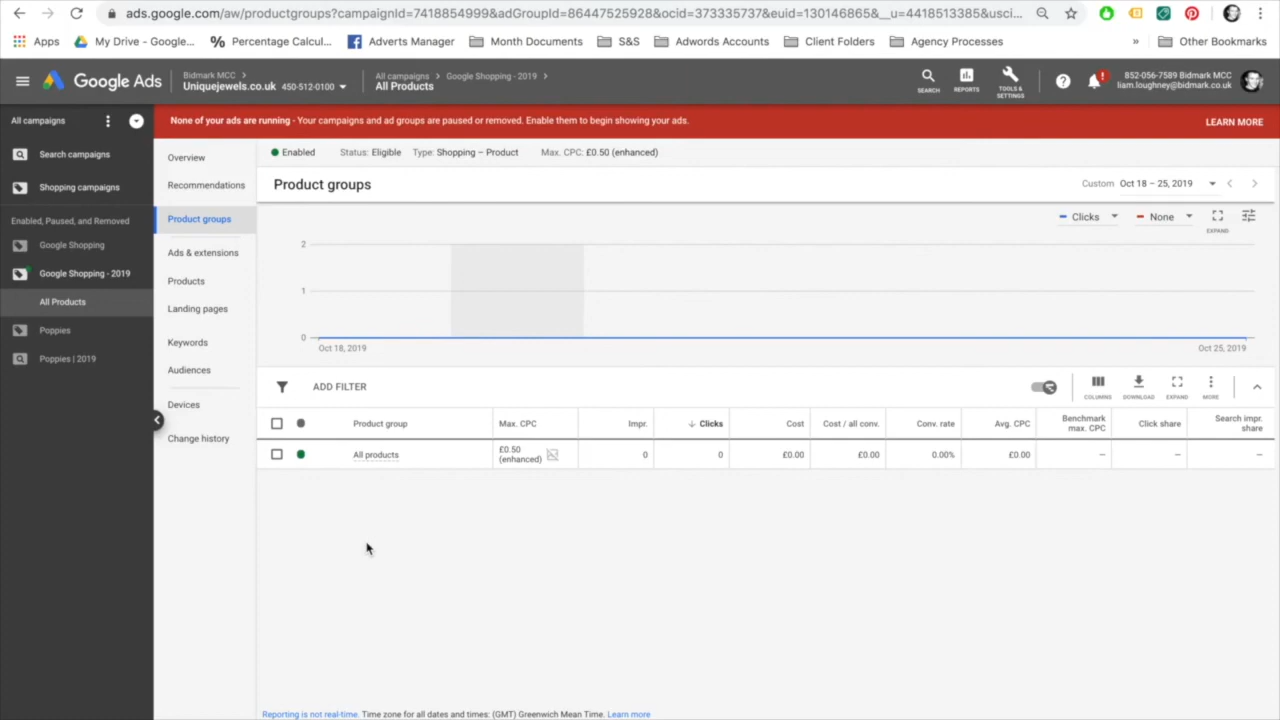 ads.google.com/aw/productgroups?campaignId=7418854999&adGroupId=86447525928&ocid=373335737&euid=130146865&__u=4418513385&usci...
Apps
My Drive - Google...
Percentage Calcul...
Adverts Manager
Month Documents
S&S
Adwords Accounts
Client Folders
Agency Processes
»
Other Bookmarks
Google Ads
Bidmark MCC >
Uniquejewels.co.uk 450-512-0100
All campaigns > Google Shopping - 2019 >
All Products
SEARCH
REPORTS
TOOLS &
SETTINGS
852-056-7589 Bidmark MCC
liam.loughney@bidmark.co.uk
All campaigns
Search campaigns
Shopping campaigns
Enabled, Paused, and Removed
Google Shopping
Google Shopping - 2019
All Products
Poppies
Poppies | 2019
None of your ads are running - Your campaigns and ad groups are paused or removed. Enable them to begin showing your ads.
LEARN MORE
Overview
Recommendations
Product groups
Ads & extensions
Products
Landing pages
Keywords
Audiences
Devices
Change history
Enabled Status: Eligible Type: Shopping – Product Max. CPC: £0.50 (enhanced)
Product groups
Custom Oct 18 – 25, 2019
Clicks
None
EXPAND
2
1
0
Oct 18, 2019
Oct 25, 2019
ADD FILTER
COLUMNS
DOWNLOAD
EXPAND
MORE
Product group
Max. CPC
Impr.
Clicks
Cost
Cost / all conv.
Conv. rate
Avg. CPC
Benchmark
max. CPC
Click share
Search impr.
share
All products
£0.50
(enhanced)
0
0
£0.00
£0.00
0.00%
£0.00
–
–
–
Reporting is not real-time. Time zone for all dates and times: (GMT) Greenwich Mean Time. Learn more